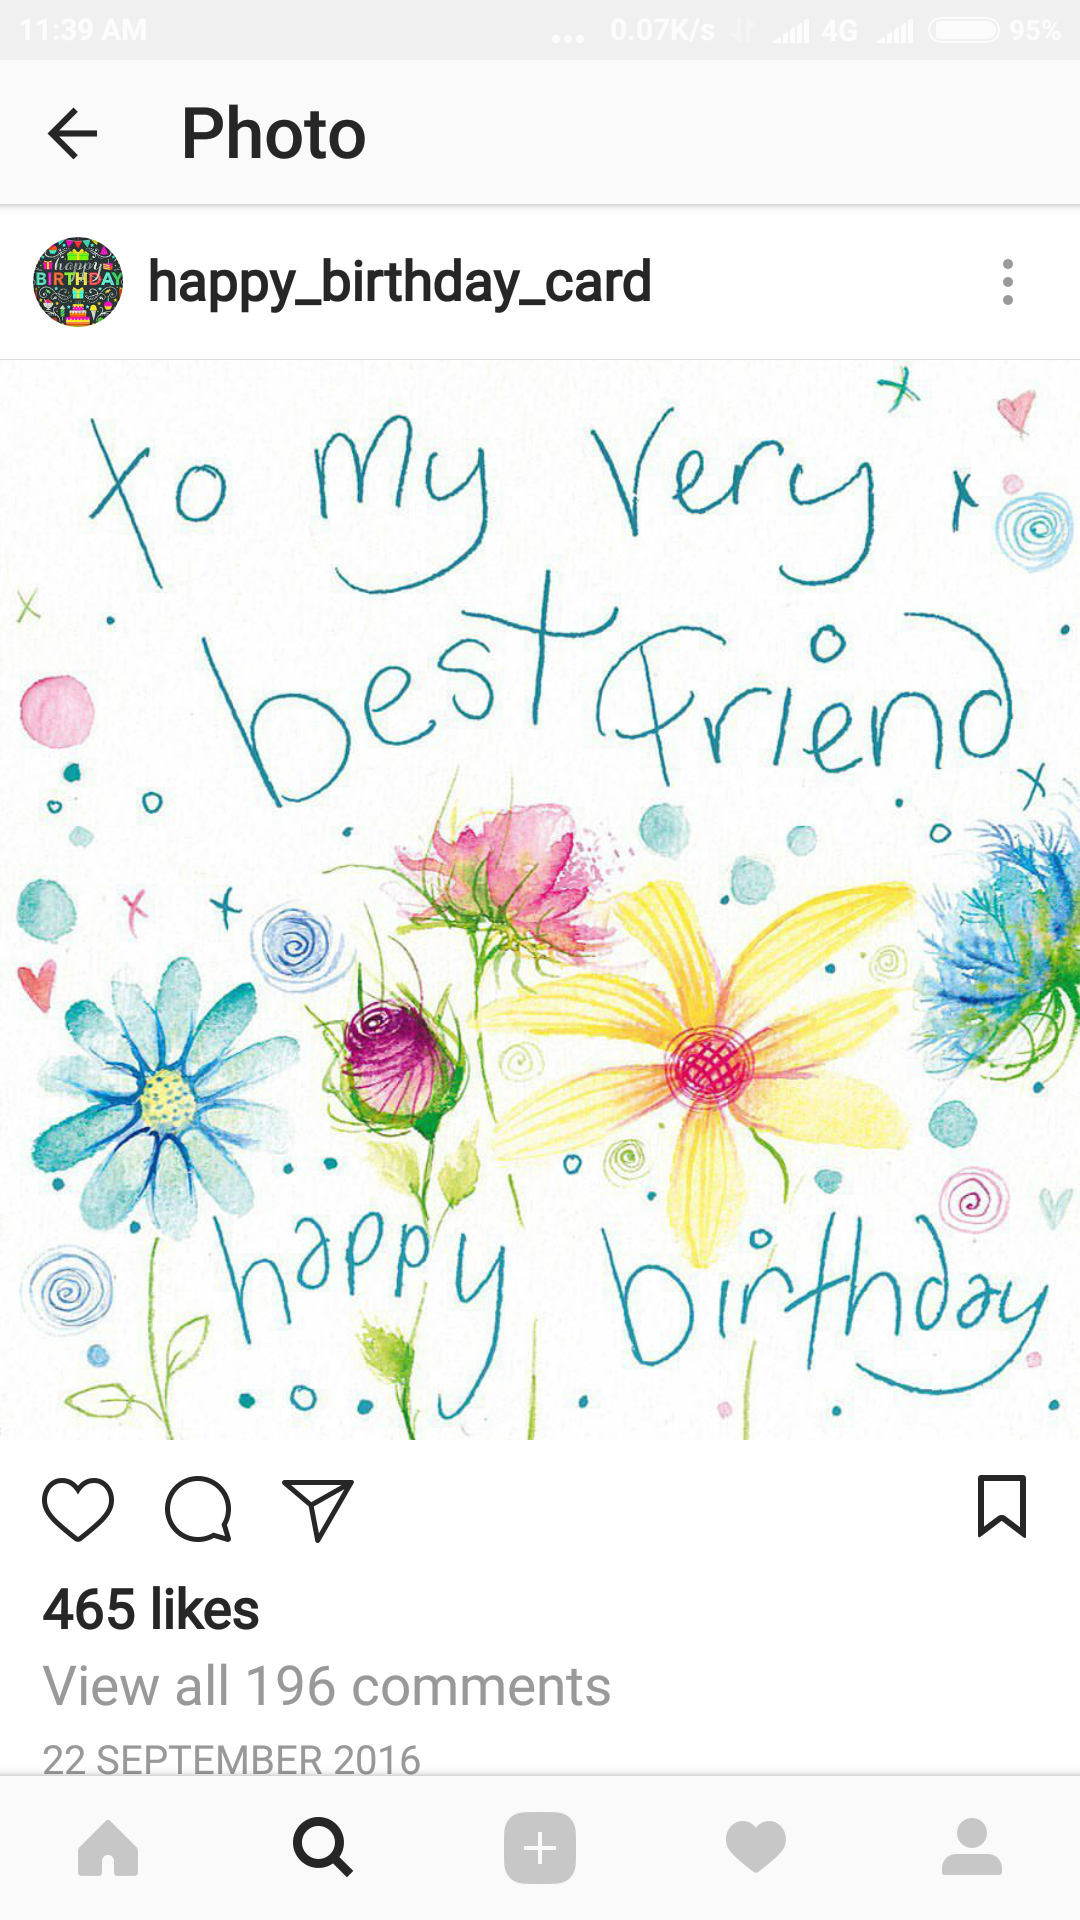 11:39 AM ... 0.07K/s 4G 95%
Photo
happy BIRTHDAY
happy_birthday_card
to my very
best friend
happy birthday
465 likes
View all 196 comments
22 SEPTEMBER 2016